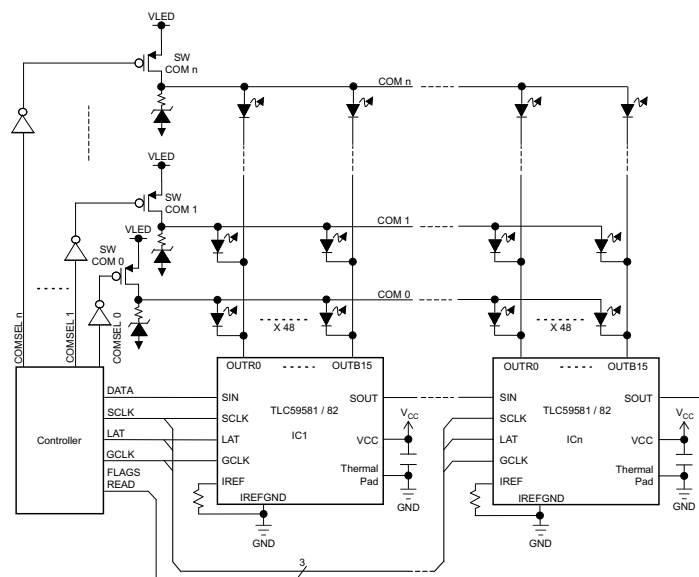 VLED
SW
COM n
COM n
VLED
SW
COM 1
COM 1
VLED
SW
COM 0
COM 0
X 48
X 48
COMSEL n
COMSEL 1
COMSEL 0
OUTR0
OUTB15
OUTR0
OUTB15
Controller
DATA
SCLK
LAT
GCLK
FLAGS
READ
SIN
SCLK
LAT
GCLK
IREF
IREFGND
TLC59581 / 82
IC1
SOUT
VCC
Thermal
Pad
VCC
GND
GND
SIN
SCLK
LAT
GCLK
IREF
IREFGND
TLC59581 / 82
ICn
SOUT
VCC
Thermal
Pad
VCC
GND
GND
3